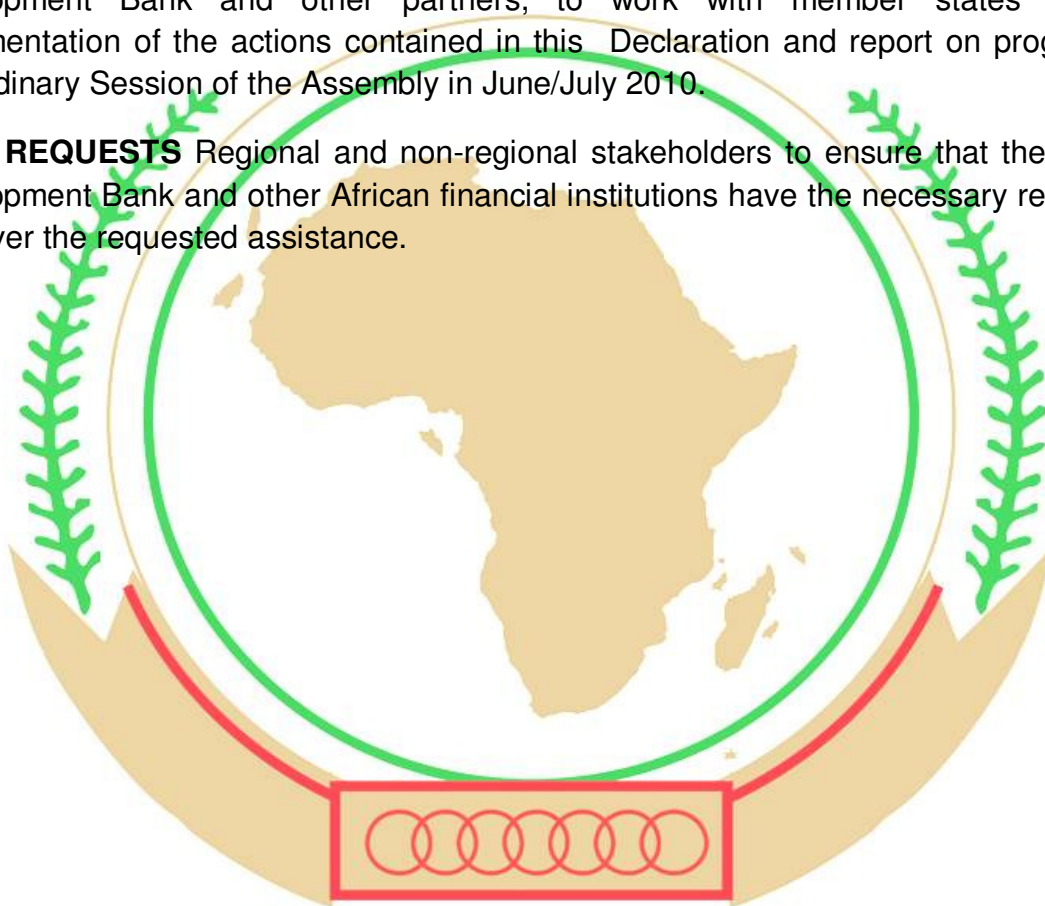 opment Bank and other partners, to work with member states
mentation of the actions contained in this Declaration and report on prog
dinary Session of the Assembly in June/July 2010.
REQUESTS Regional and non-regional stakeholders to ensure that the
opment Bank and other African financial institutions have the necessary re
ver the requested assistance.